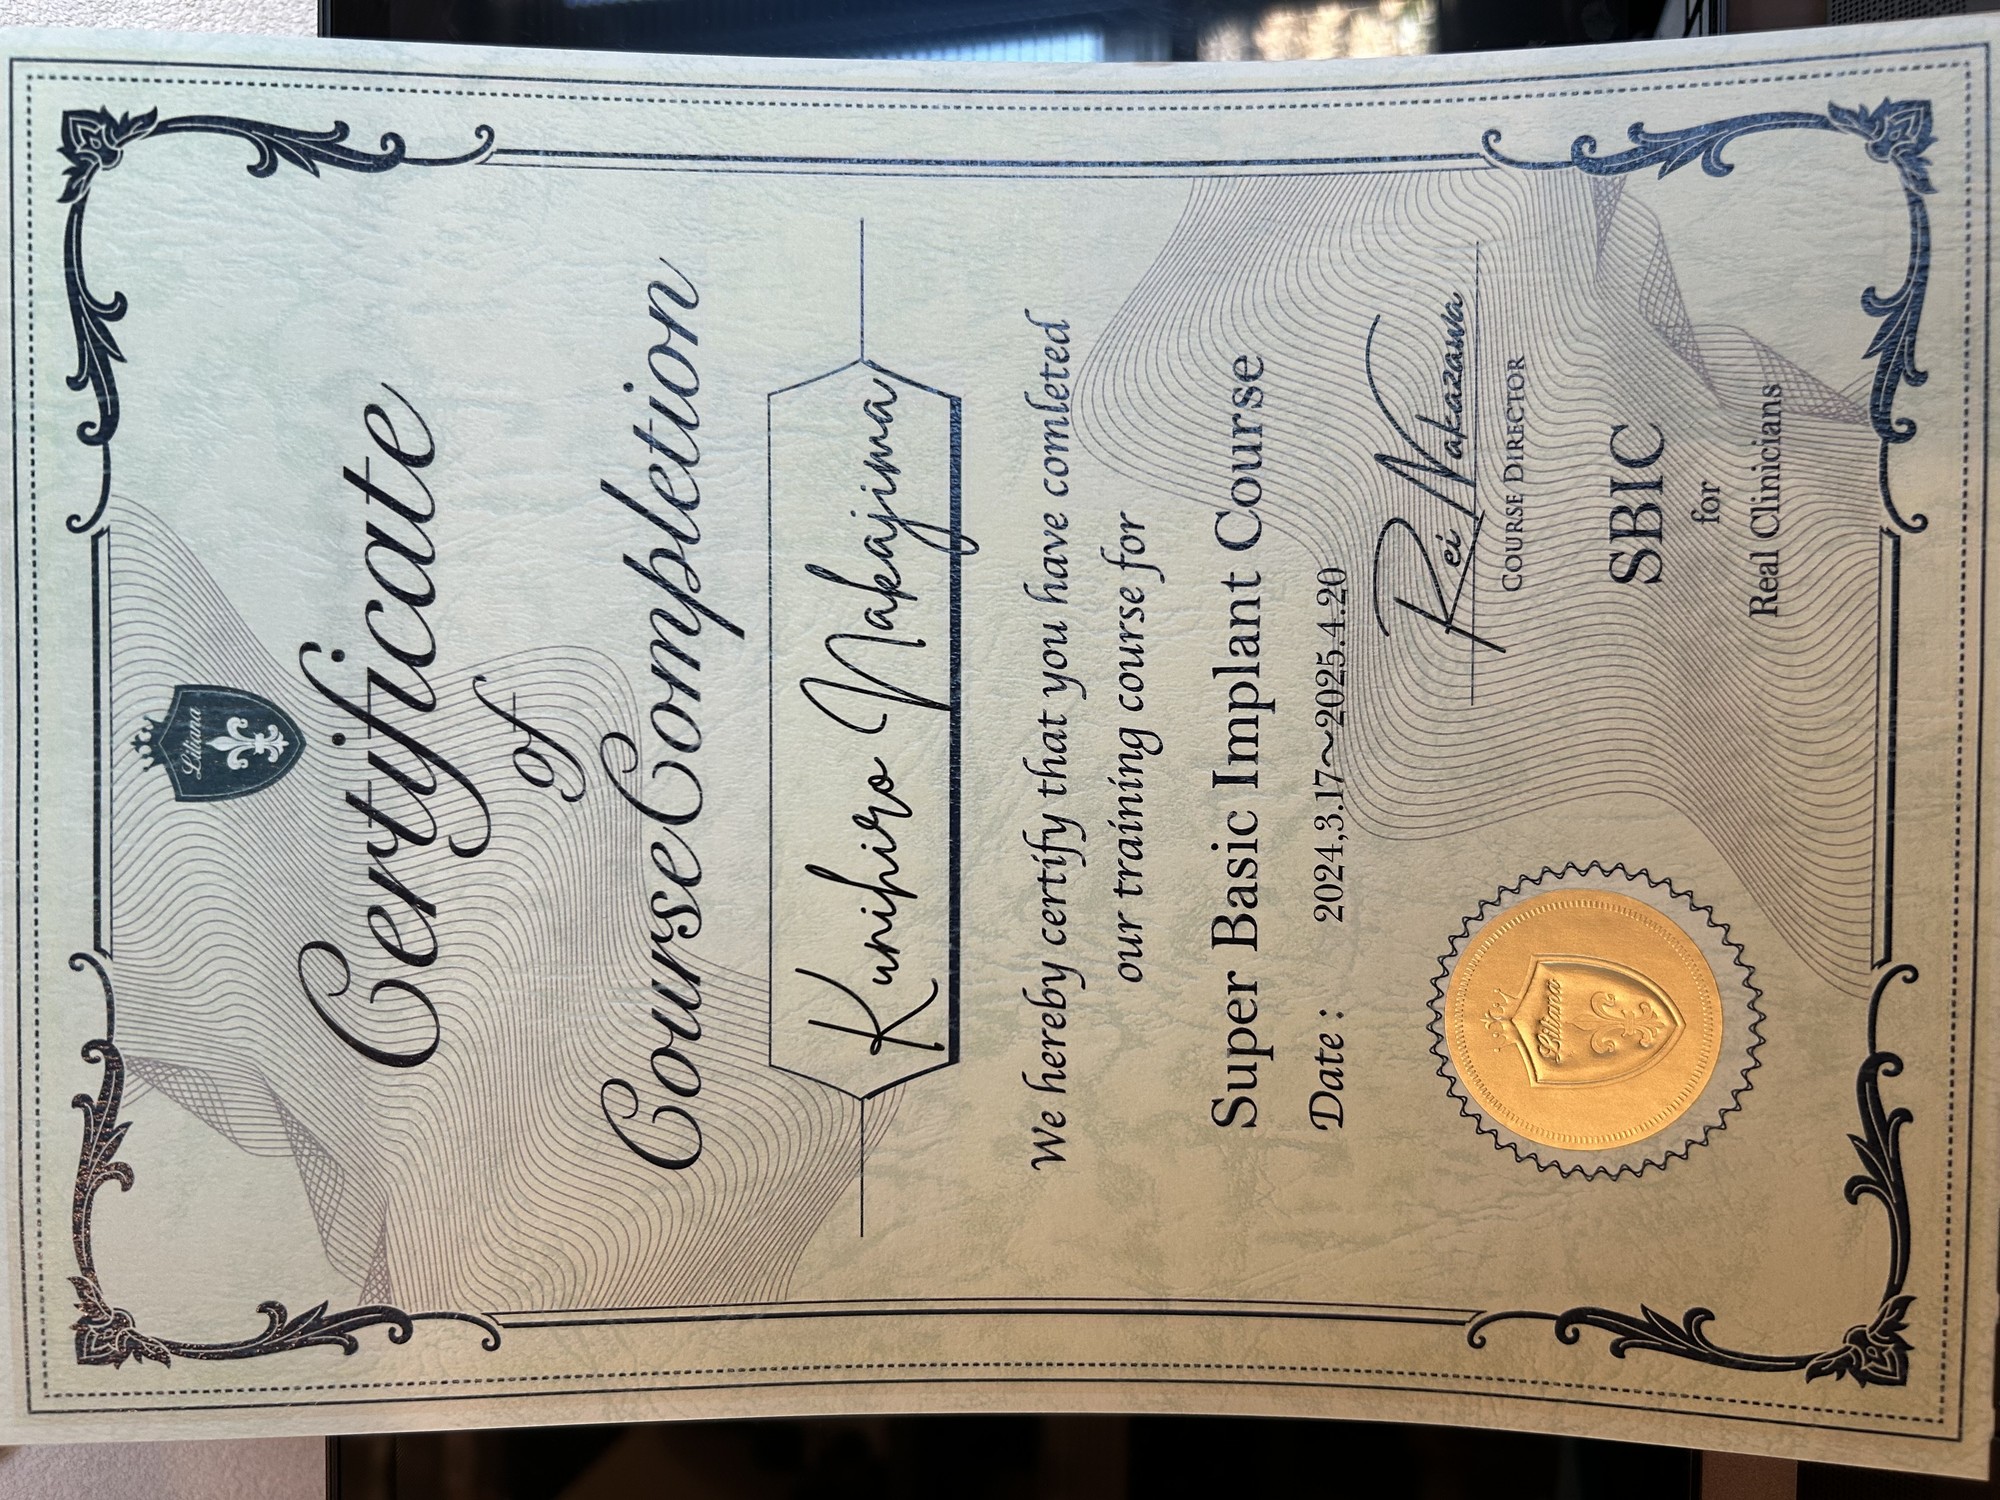 Liliana
Certificate
of
Course Completion
Kunihiro Nakajima
We hereby certify that you have comleted
our training course for
Super Basic Implant Course
Date : 2024,3.17～2025.4.20
Rei Nakazawa
COURSE DIRECTOR
Liliana
SBIC
for
Real Clinicians